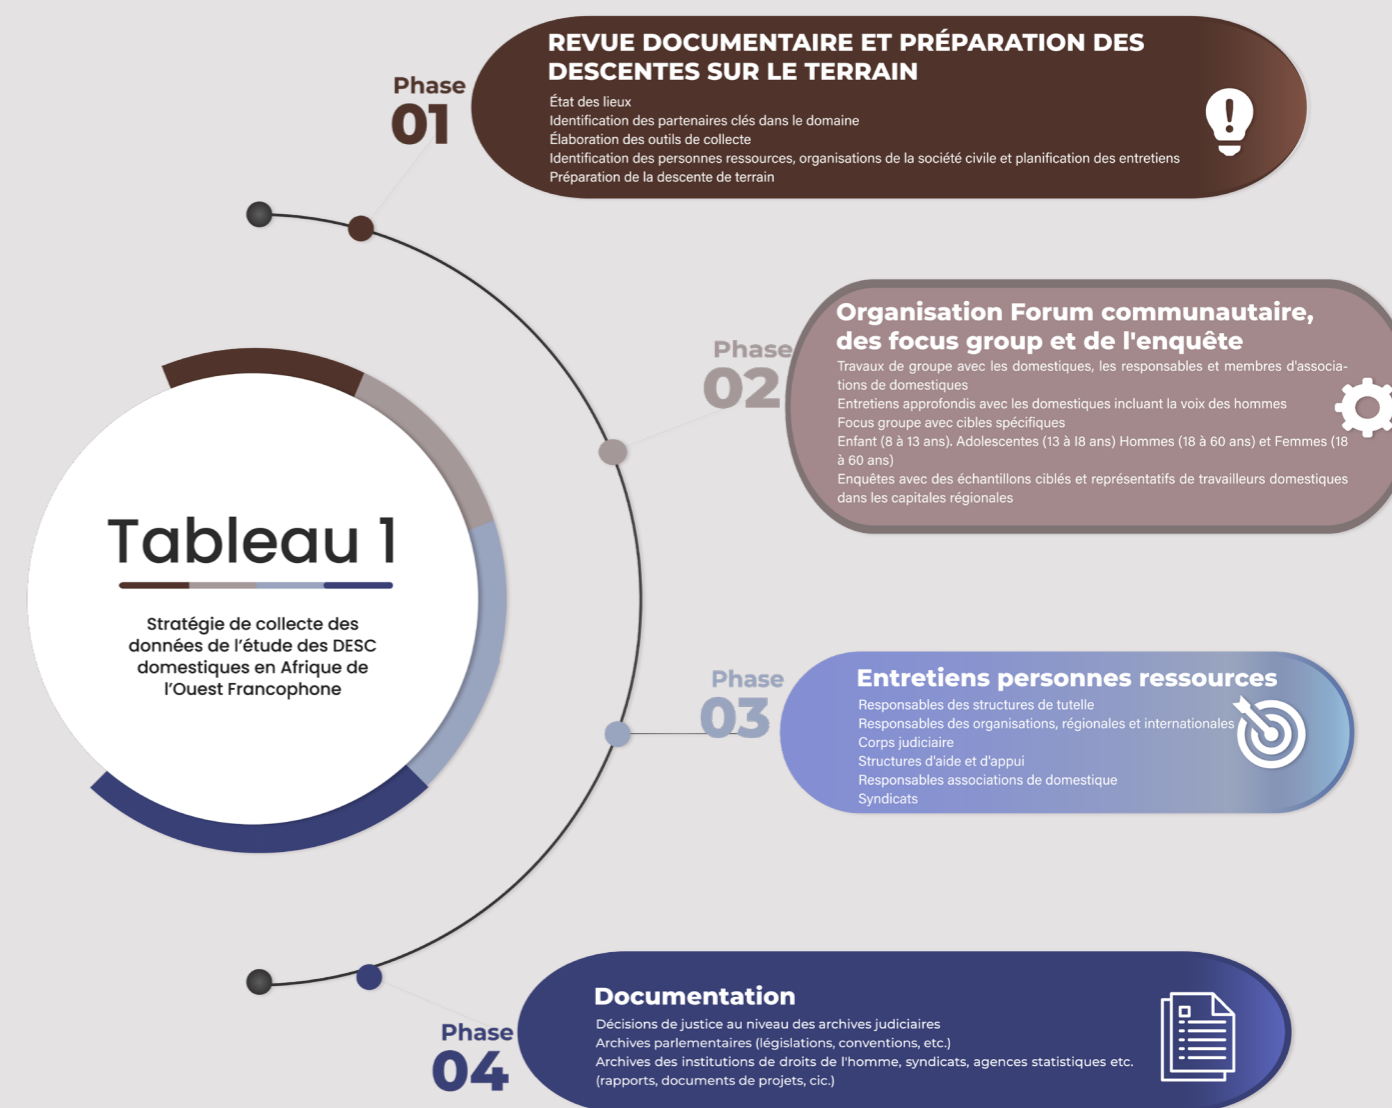 Phase
01
REVUE DOCUMENTAIRE ET PRÉPARATION DES
DESCENTES SUR LE TERRAIN
État des lieux
Identification des partenaires clés dans le domaine
Élaboration des outils de collecte
Identification des personnes ressources, organisations de la société civile et planification des entretiens
Préparation de la descente de terrain
Phase
02
Organisation Forum communautaire,
des focus group et de l'enquête
Travaux de groupe avec les domestiques, les responsables et membres d'associa-
tions de domestiques
Entretiens approfondis avec les domestiques incluant la voix des hommes
Focus groupe avec cibles spécifiques
Enfant (8 à 13 ans). Adolescentes (13 à l8 ans) Hommes (18 à 60 ans) et Femmes (18
à 60 ans)
Enquêtes avec des échantillons ciblés et représentatifs de travailleurs domestiques
dans les capitales régionales
Tableau 1
Stratégie de collecte des
données de l'étude des DESC
domestiques en Afrique de
l'Ouest Francophone
Phase
03
Entretiens personnes ressources
Responsables des structures de tutelle
Responsables des organisations, régionales et internationales
Corps judiciaire
Structures d'aide et d'appui
Responsables associations de domestique
Syndicats
Phase
04
Documentation
Décisions de justice au niveau des archives judiciaires
Archives parlementaires (législations, conventions, etc.)
Archives des institutions de droits de l'homme, syndicats, agences statistiques etc.
(rapports, documents de projets, cic.)